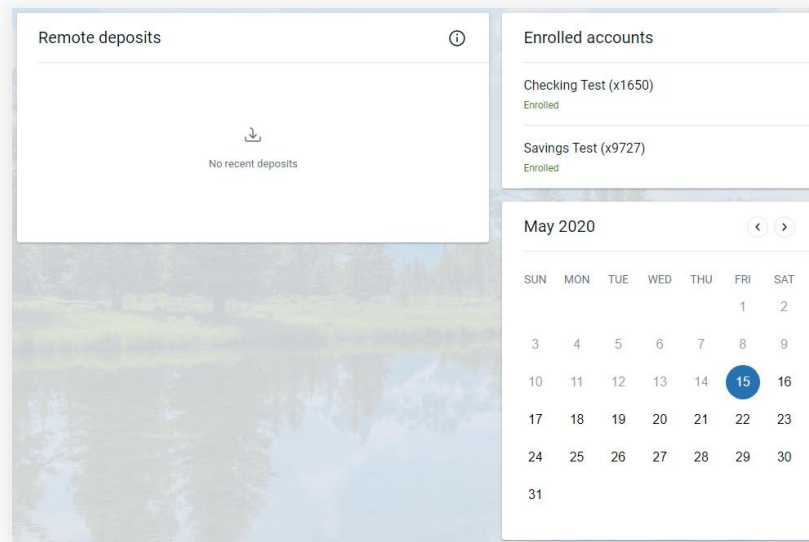 Remote deposits
No recent deposits
Enrolled accounts
Checking Test (x1650)
Enrolled
Savings Test (x9727)
Enrolled
May 2020
SUN MON TUE WED THU FRI SAT
1 2
3 4 5 6 7 8 9
10 11 12 13 14 15 16
17 18 19 20 21 22 23
24 25 26 27 28 29 30
31